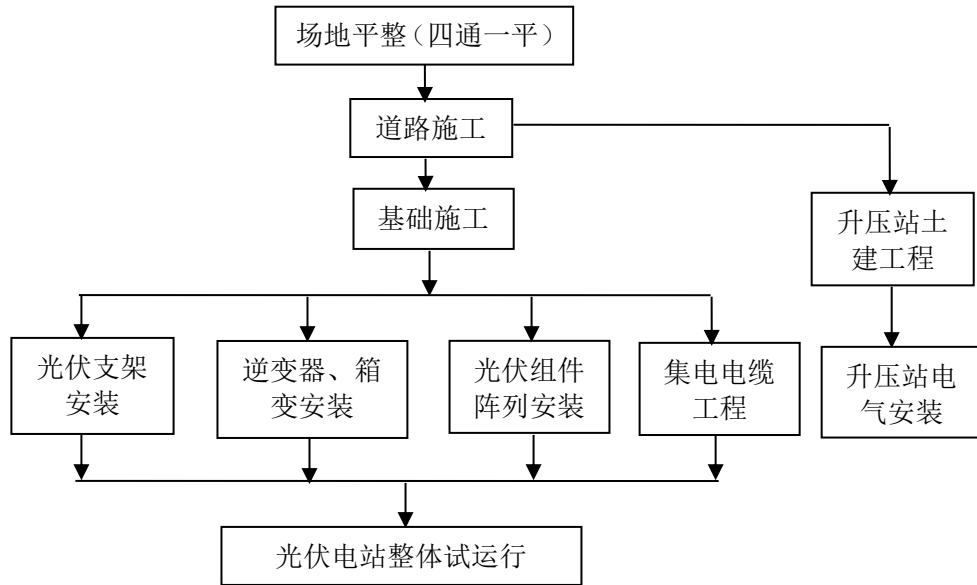 场地平整（四通一平）
道路施工
基础施工
升压站土
建工程
光伏支架
安装
逆变器、箱
变安装
光伏组件
阵列安装
集电电缆
工程
升压站电
气安装
光伏电站整体试运行